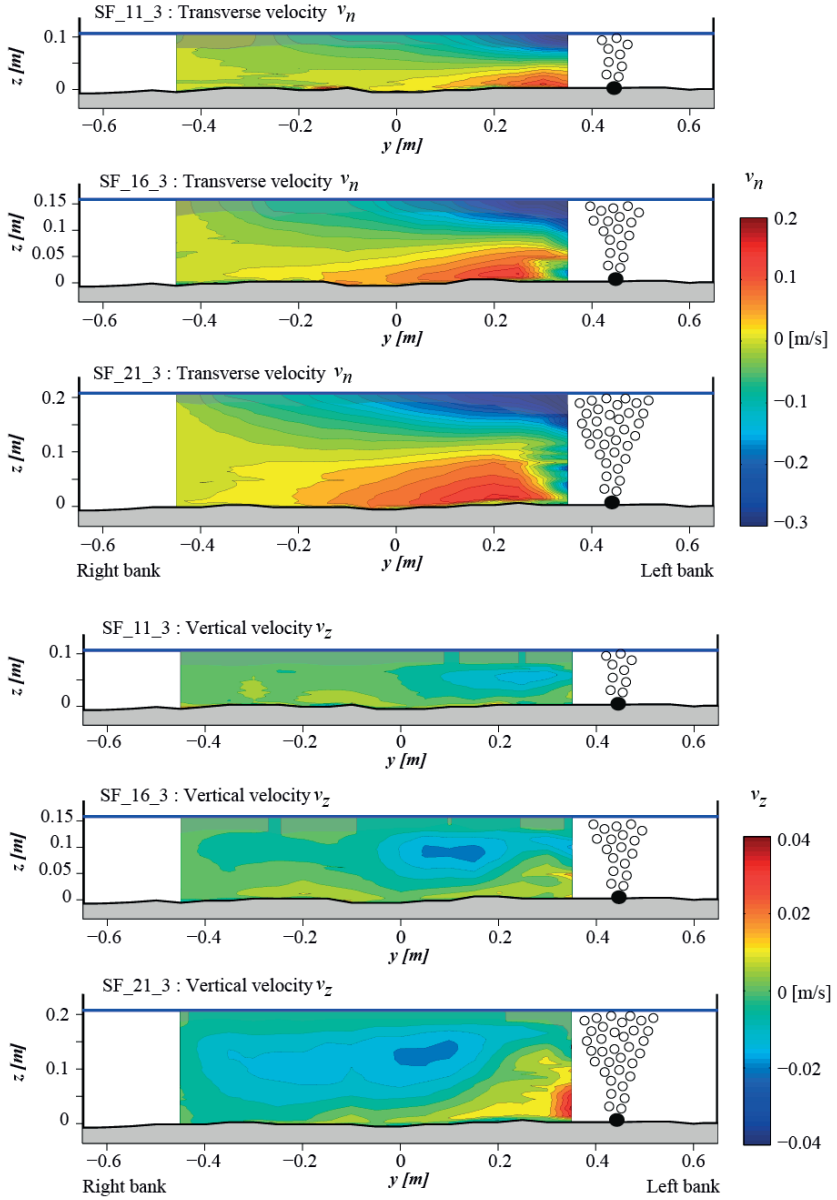 SF_11_3 : Transverse velocity v_n
z [m]
0.1
0
−0.6 −0.4 −0.2 0 0.2 0.4 0.6
y [m]
SF_16_3 : Transverse velocity v_n
z [m]
0.15
0.1
0.05
0
−0.6 −0.4 −0.2 0 0.2 0.4 0.6
y [m]
SF_21_3 : Transverse velocity v_n
z [m]
0.2
0.1
0
−0.6 −0.4 −0.2 0 0.2 0.4 0.6
Right bank y [m] Left bank
v_n
0.2
0.1
0 [m/s]
−0.1
−0.2
−0.3
SF_11_3 : Vertical velocity v_z
z [m]
0.1
0
−0.6 −0.4 −0.2 0 0.2 0.4 0.6
y [m]
SF_16_3 : Vertical velocity v_z
z [m]
0.15
0.1
0.05
0
−0.6 −0.4 −0.2 0 0.2 0.4 0.6
y [m]
SF_21_3 : Vertical velocity v_z
z [m]
0.2
0.1
0
−0.6 −0.4 −0.2 0 0.2 0.4 0.6
Right bank y [m] Left bank
v_z
0.04
0.02
0 [m/s]
−0.02
−0.04